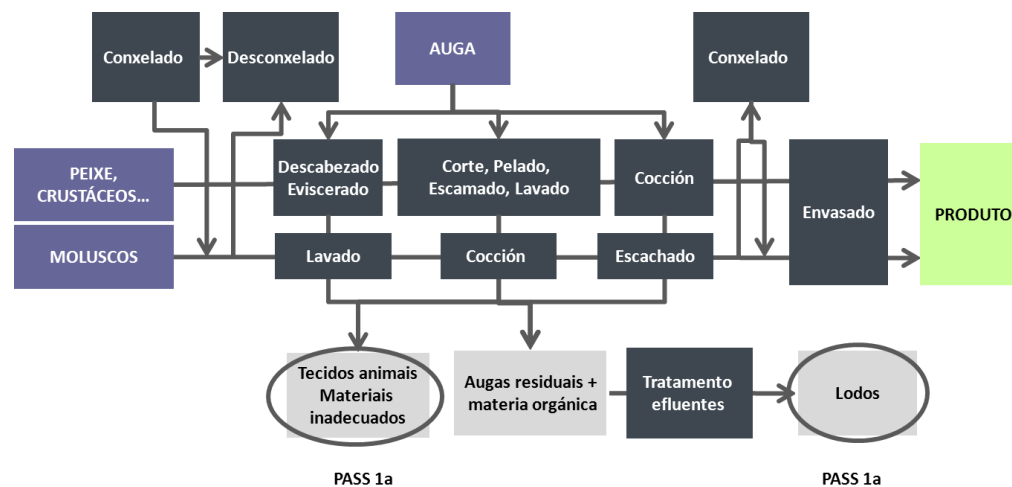 Conxelado
Desconxelado
AUGA
Conxelado
PEIXE,
CRUSTÁCEOS...
Descabezado
Eviscerado
Corte, Pelado,
Escamado, Lavado
Cocción
Envasado
PRODUTO
MOLUSCOS
Lavado
Cocción
Escachado
Tecidos animais
Materiais
inadecuados
Augas residuais +
materia orgánica
Tratamento
efluentes
Lodos
PASS 1a
PASS 1a